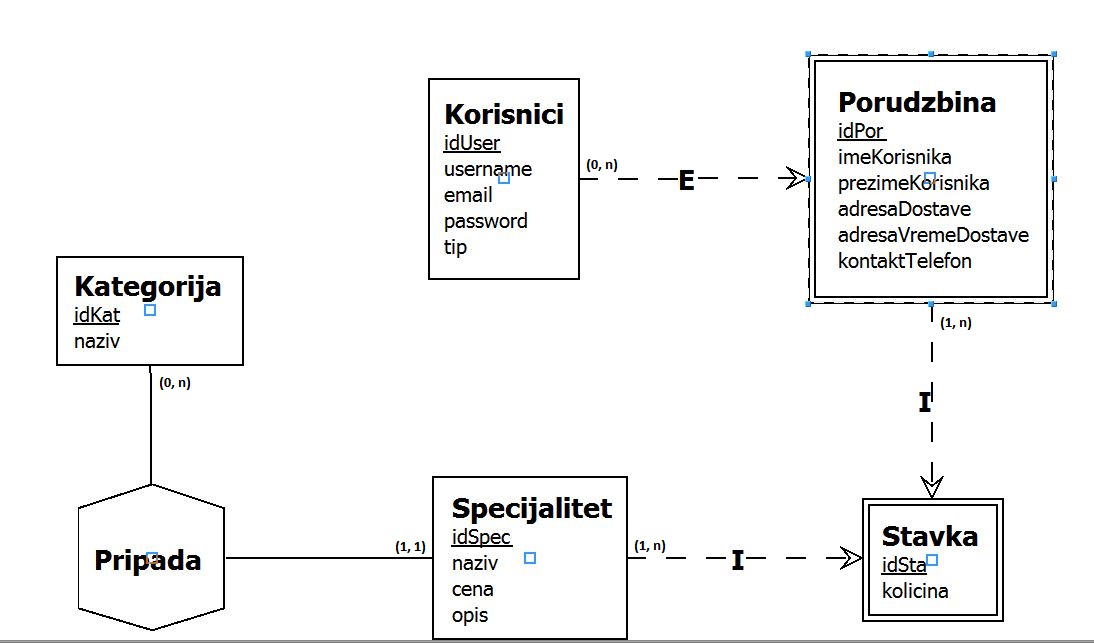 Korisnici
idUser
username
email
password
tip
(0, n)
E
Porudzbina
idPor
imeKorisnika
prezimeKorisnika
adresaDostave
adresaVremeDostave
kontaktTelefon
(1, n)
I
Kategorija
idKat
naziv
(0, n)
Pripada
(1, 1)
Specijalitet
idSpec
naziv
cena
opis
(1, n)
I
Stavka
idSta
kolicina